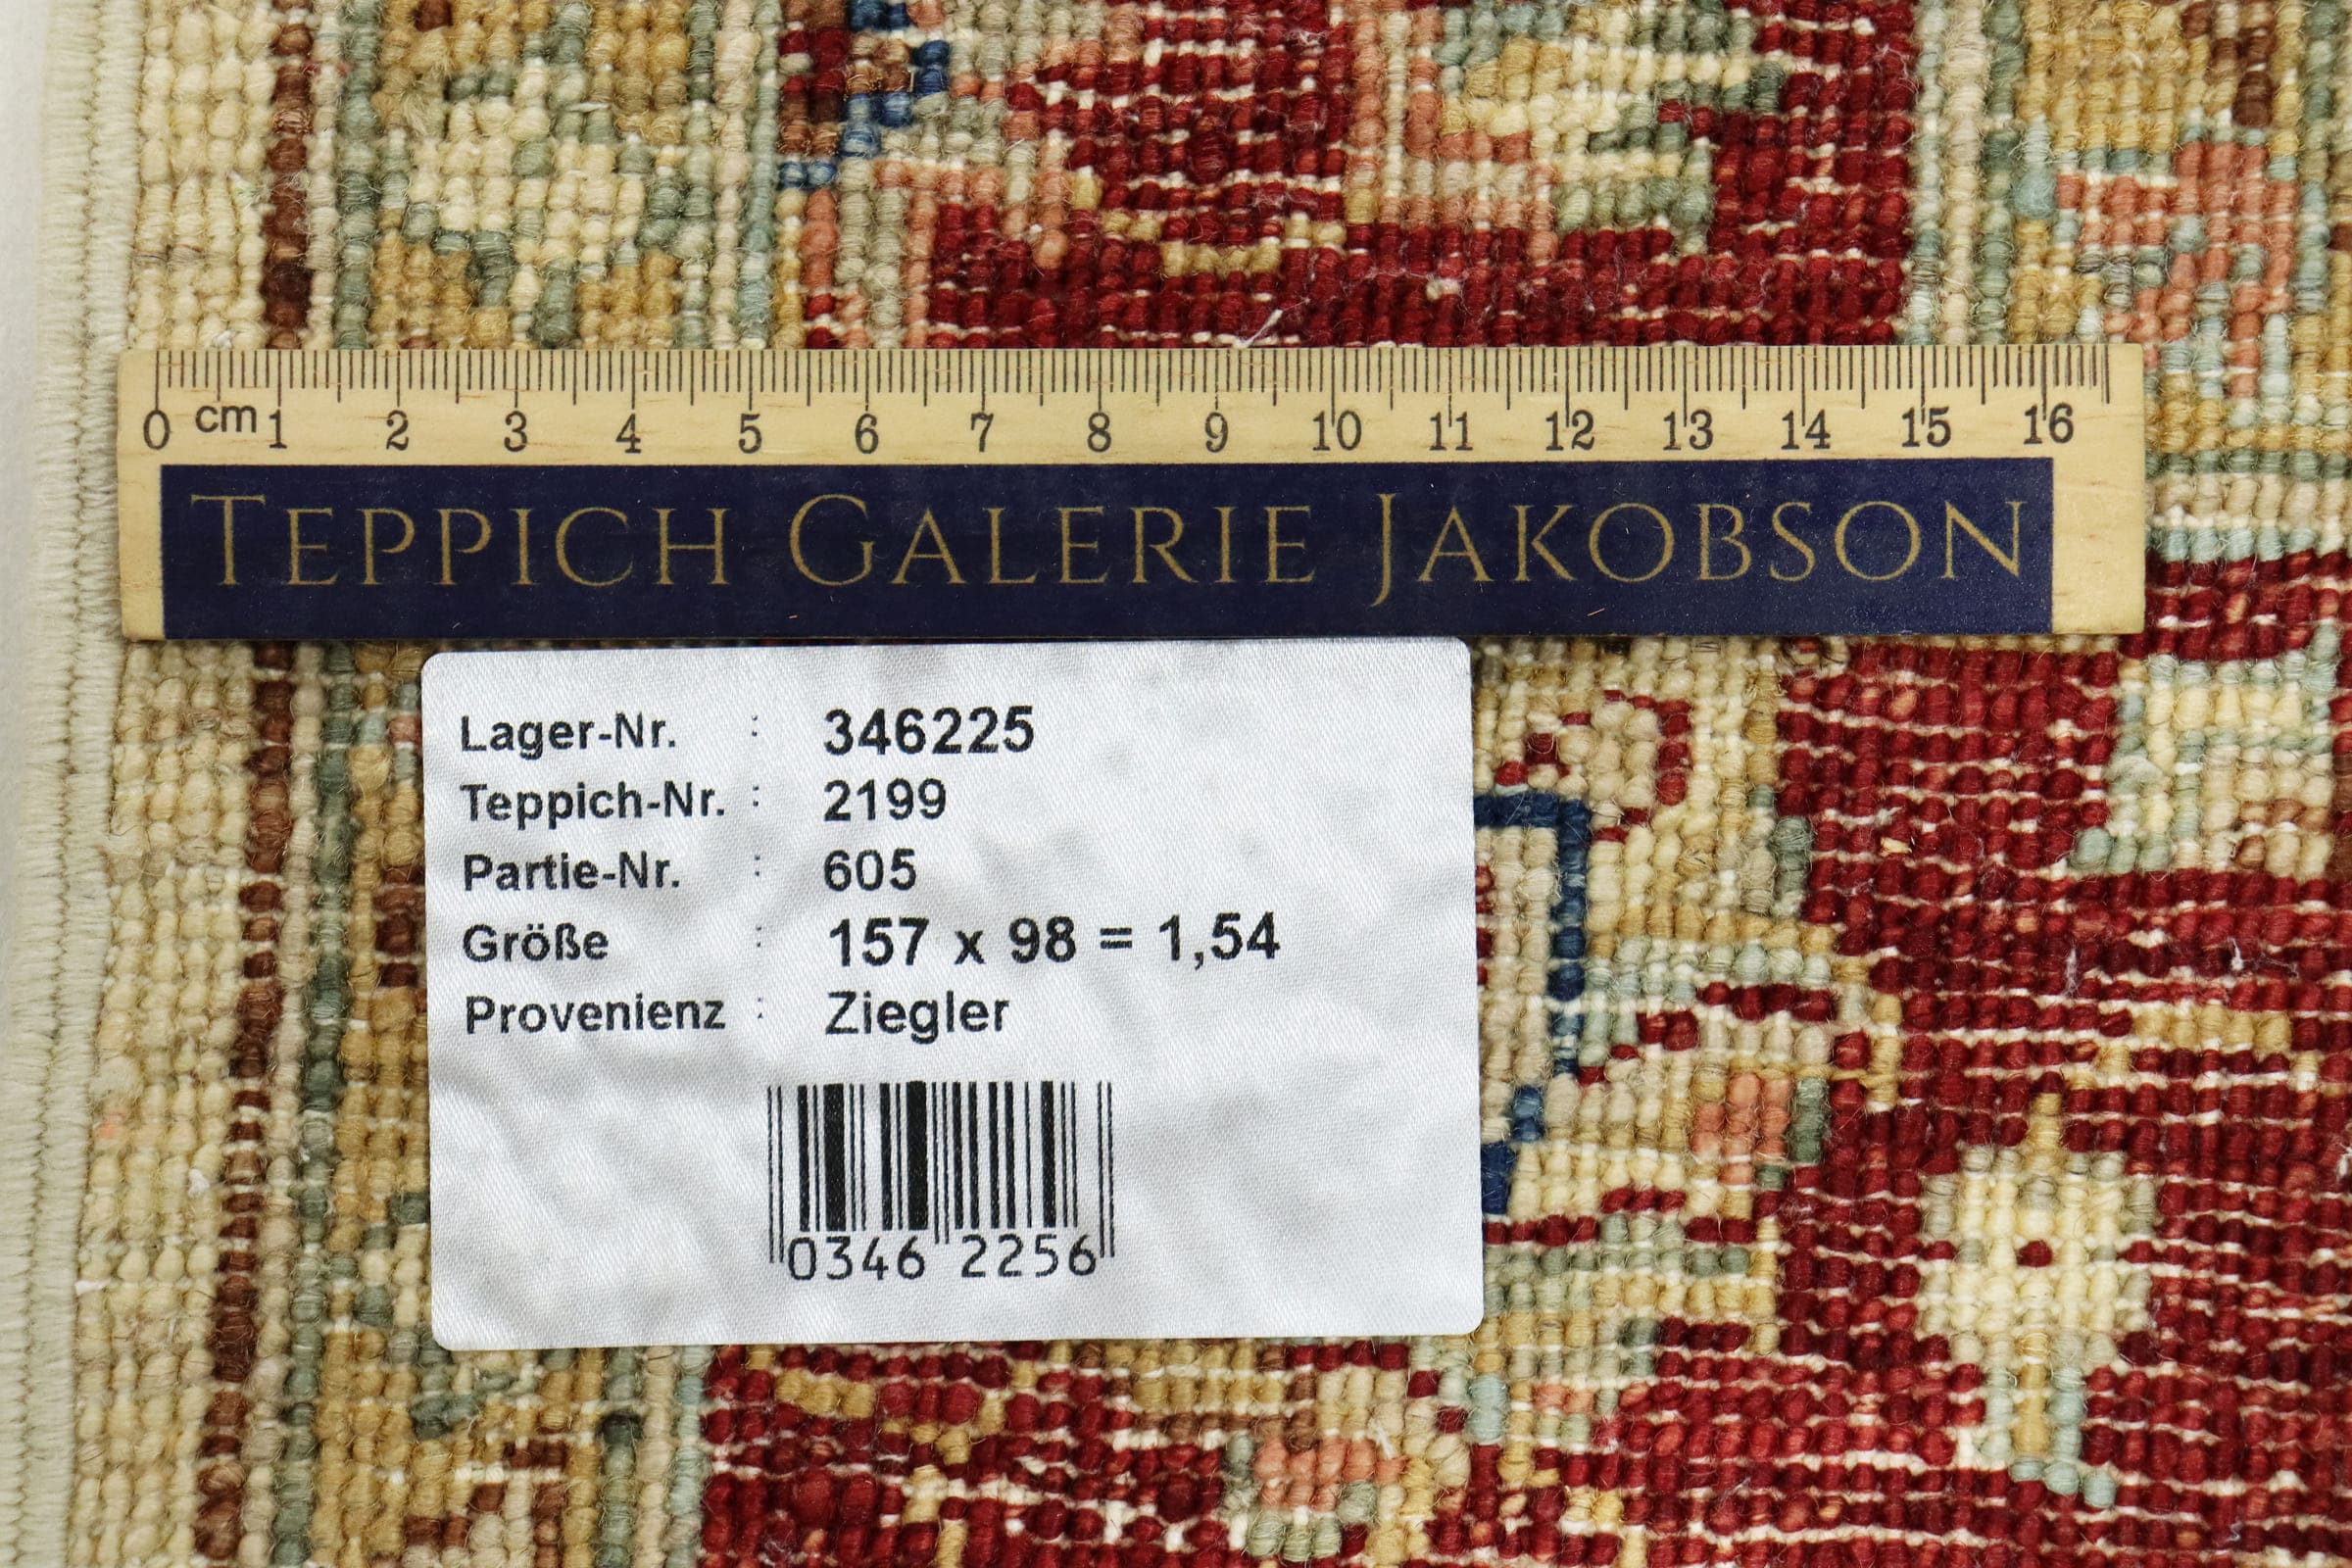 0 cm 1 2 3 4 5 6 7 8 9 10 11 12 13 14 15 16
TEPPICH GALERIE JAKOBSON
Lager-Nr. : 346225
Teppich-Nr. : 2199
Partie-Nr. : 605
Größe : 157 x 98 = 1,54
Provenienz : Ziegler
0346 2256